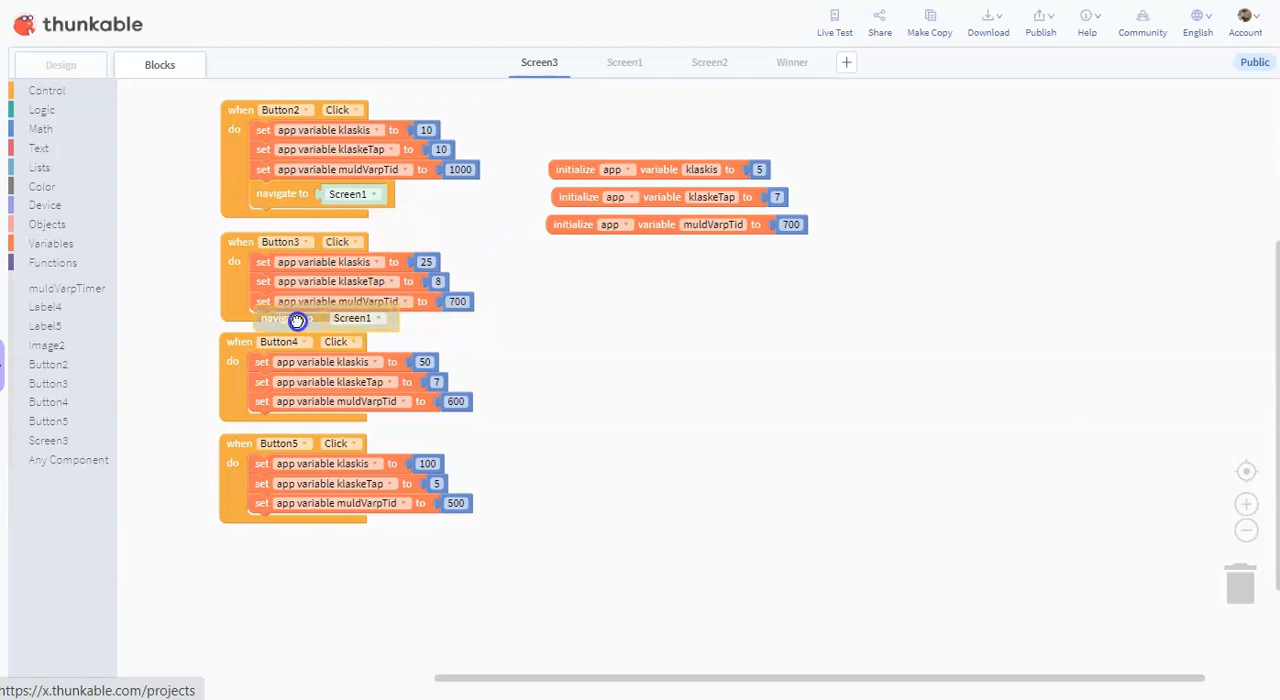 thunkable
Live Test
Share
Make Copy
Download
Publish
Help
Community
English
Account
Design
Blocks
Screen3
Screen1
Screen2
Winner
+
Public
Control
Logic
Math
Text
Lists
Color
Device
Objects
Variables
Functions
muldVarpTimer
Label4
Label5
Image2
Button2
Button3
Button4
Button5
Screen3
Any Component
when Button2 Click
do set app variable klaskis to 10
set app variable klaskeTap to 10
set app variable muldVarpTid to 1000
navigate to Screen1
when Button3 Click
do set app variable klaskis to 25
set app variable klaskeTap to 8
set app variable muldVarpTid to 700
navigate to Screen1
when Button4 Click
do set app variable klaskis to 50
set app variable klaskeTap to 7
set app variable muldVarpTid to 600
when Button5 Click
do set app variable klaskis to 100
set app variable klaskeTap to 5
set app variable muldVarpTid to 500
initialize app variable klaskis to 5
initialize app variable klaskeTap to 7
initialize app variable muldVarpTid to 700
https://x.thunkable.com/projects